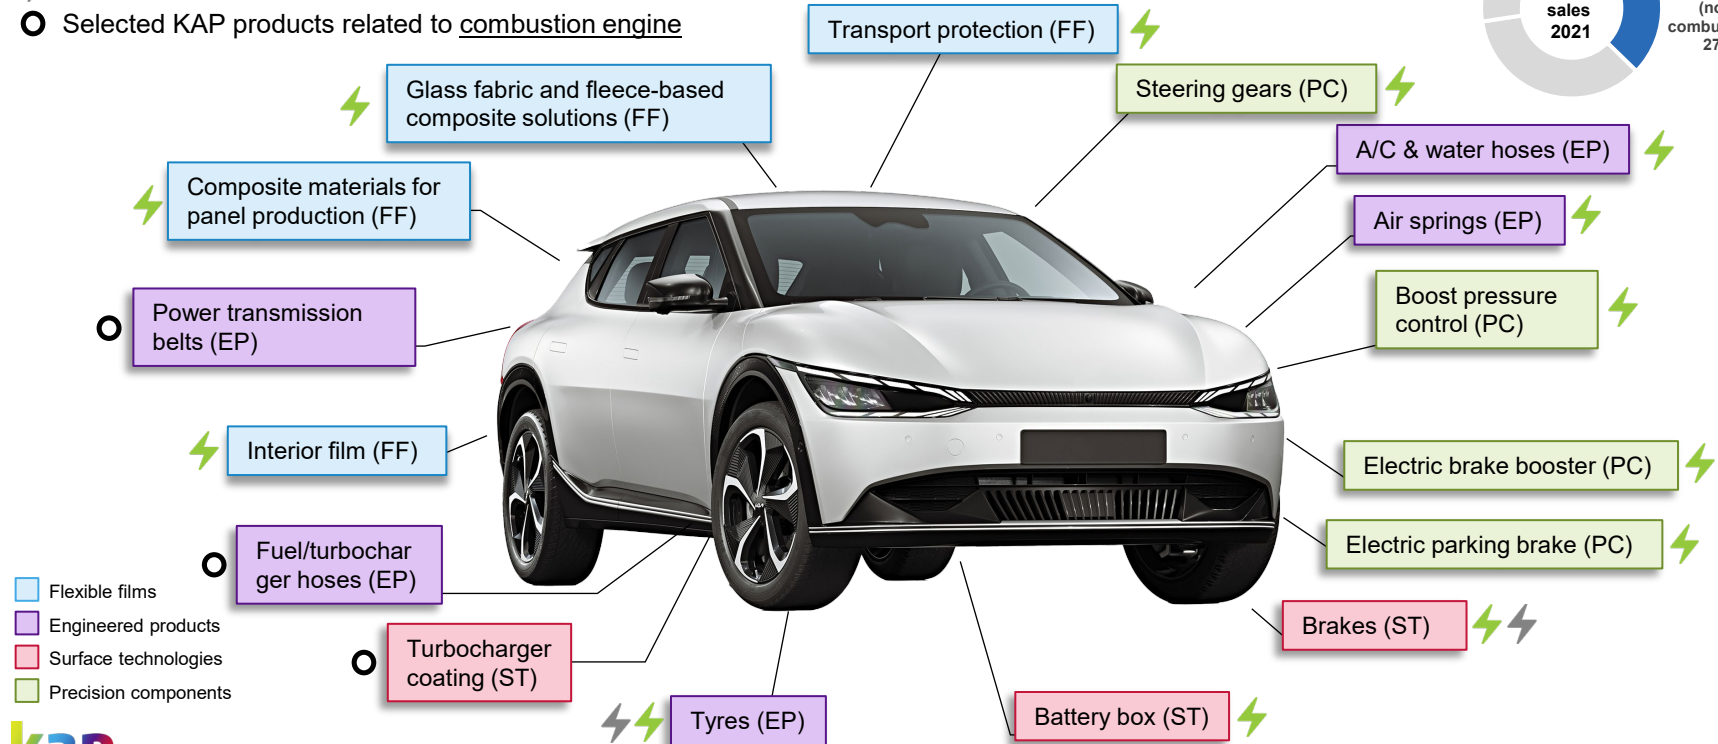 Selected KAP products related to combustion engine
Transport protection (FF)
sales
2021
27
Glass fabric and fleece-based
composite solutions (FF)
Steering gears (PC)
A/C & water hoses (EP)
Composite materials for
panel production (FF)
Air springs (EP)
Power transmission
belts (EP)
Boost pressure
control (PC)
Interior film (FF)
Electric brake booster (PC)
Fuel/turbochar
ger hoses (EP)
Electric parking brake (PC)
Flexible films
Engineered products
Surface technologies
Precision components
Turbocharger
coating (ST)
Brakes (ST)
Tyres (EP)
Battery box (ST)
kap